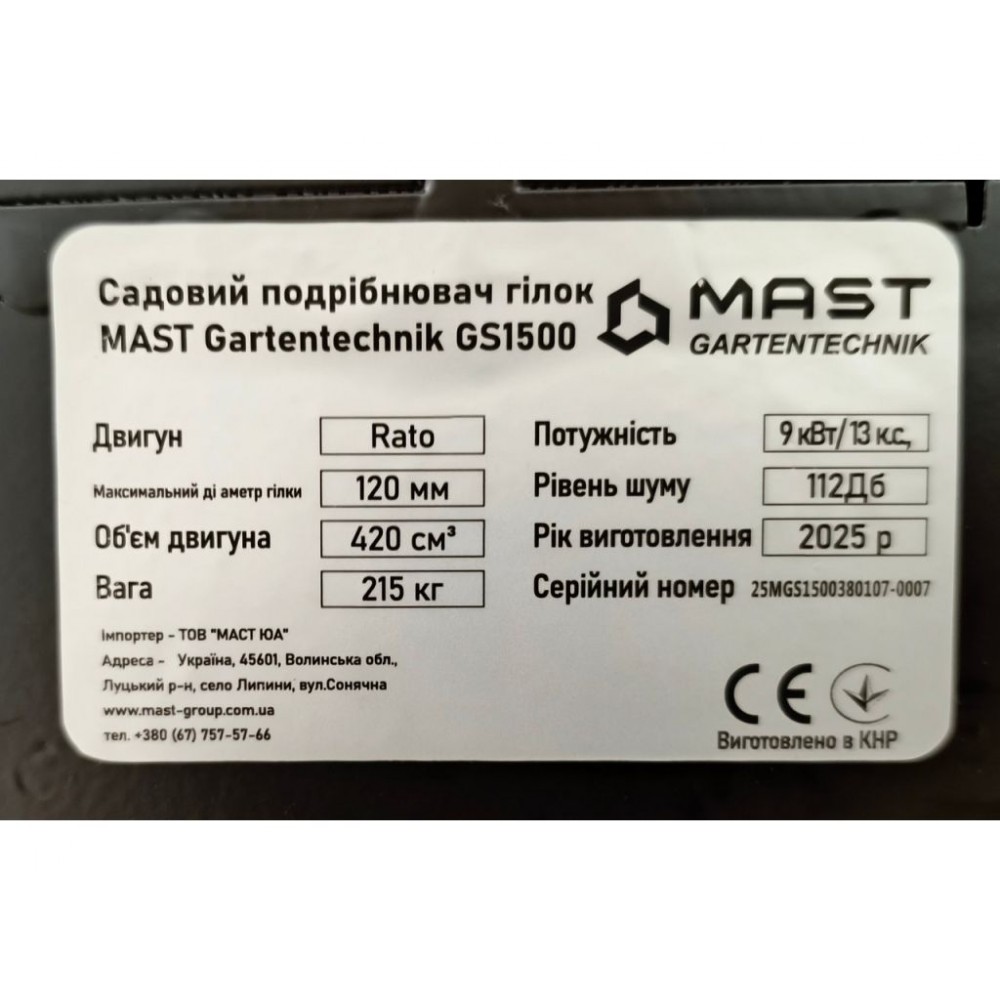 Садовий подрібнювач гілок
MAST Gartentechnik GS1500
MAST
GARTENTECHNIK
Двигун Rato
Максимальний ді аметр гілки 120 мм
Об'єм двигуна 420 см³
Вага 215 кг
Потужність 9 кВт/13 к.с,
Рівень шуму 112Дб
Рік виготовлення 2025 р
Серійний номер 25MGS1500380107-0007
Імпортер - ТОВ "МАСТ ЮА"
Адреса - Україна, 45601, Волинська обл.,
Луцький р-н, село Липини, вул.Сонячна
www.mast-group.com.ua
тел. +380 (67) 757-57-66
CE
Виготовлено в КНР